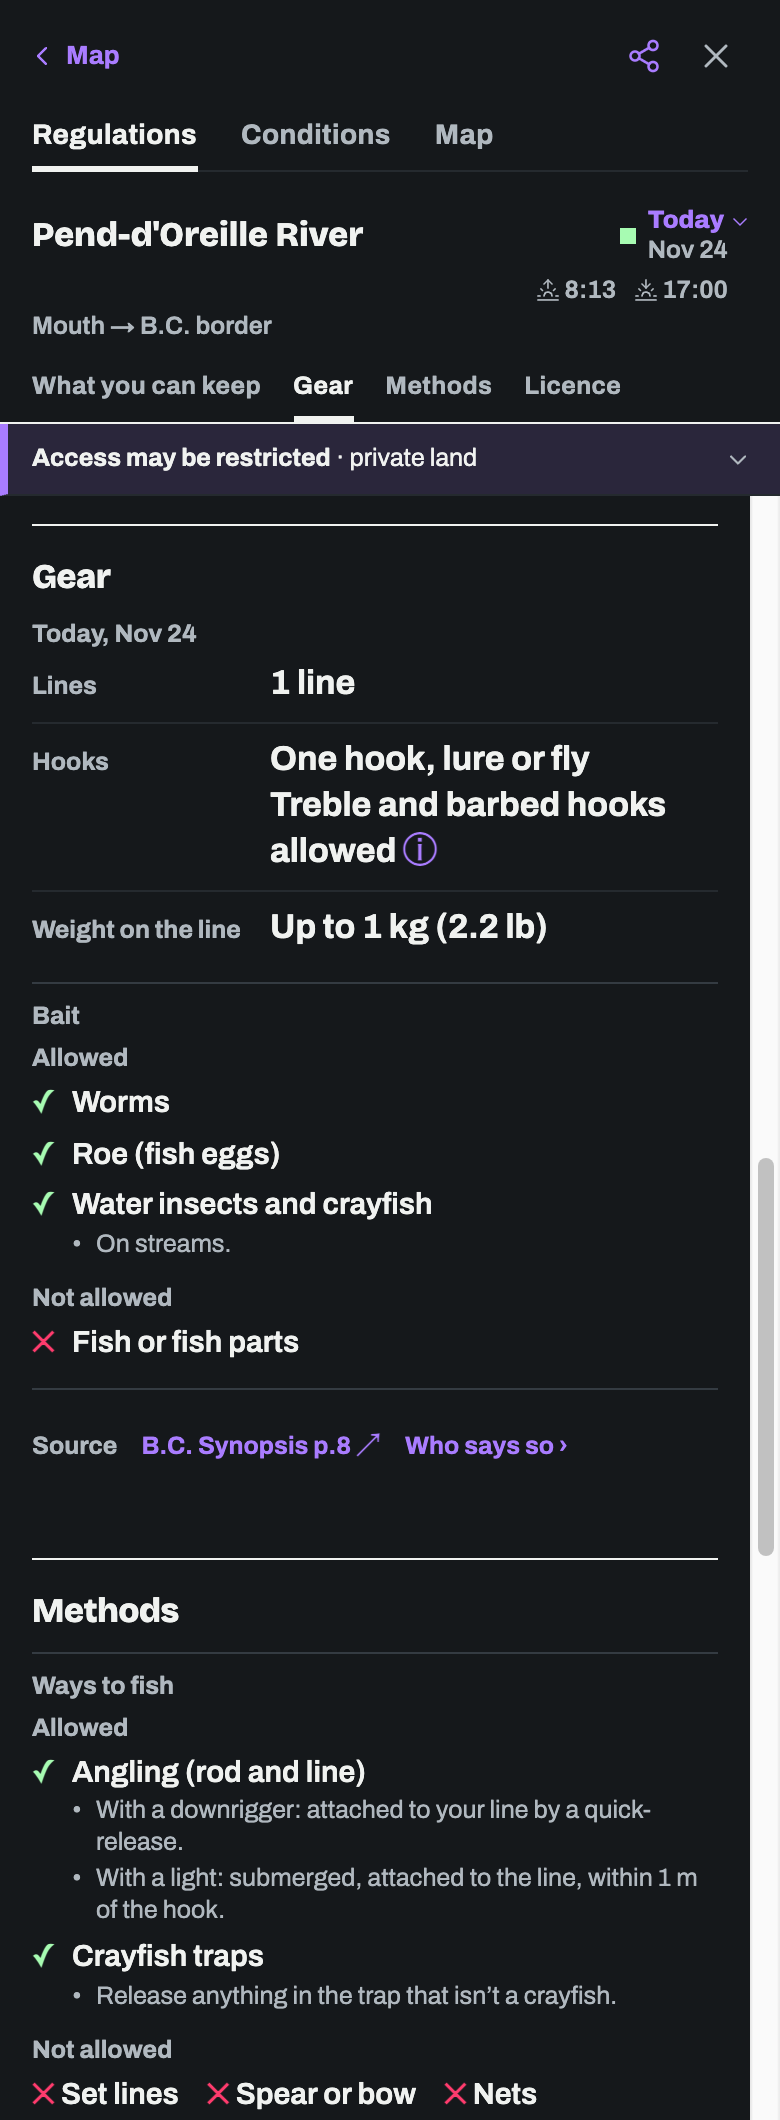 Map
Regulations Conditions Map
Pend-d'Oreille River
Today
Nov 24
8:13 17:00
Mouth → B.C. border
What you can keep Gear Methods Licence
Access may be restricted · private land
Gear
Today, Nov 24
Lines 1 line
Hooks One hook, lure or fly
Treble and barbed hooks
allowed ⓘ
Weight on the line Up to 1 kg (2.2 lb)
Bait
Allowed
✓ Worms
✓ Roe (fish eggs)
✓ Water insects and crayfish
• On streams.
Not allowed
✕ Fish or fish parts
Source B.C. Synopsis p.8 ↗ Who says so ›
Methods
Ways to fish
Allowed
✓ Angling (rod and line)
• With a downrigger: attached to your line by a quick-
release.
• With a light: submerged, attached to the line, within 1 m
of the hook.
✓ Crayfish traps
• Release anything in the trap that isn’t a crayfish.
Not allowed
✕ Set lines ✕ Spear or bow ✕ Nets